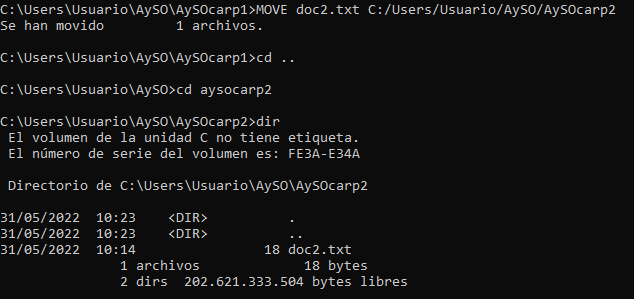 C:\Users\Usuario\AySO\AySOcarp1>MOVE doc2.txt C:/Users/Usuario/AySO/AySOcarp2
Se han movido         1 archivos.
C:\Users\Usuario\AySO\AySOcarp1>cd ..
C:\Users\Usuario\AySO>cd aysocarp2
C:\Users\Usuario\AySO\AySOcarp2>dir
 El volumen de la unidad C no tiene etiqueta.
 El número de serie del volumen es: FE3A-E34A
 Directorio de C:\Users\Usuario\AySO\AySOcarp2
31/05/2022  10:23    <DIR>          .
31/05/2022  10:23    <DIR>          ..
31/05/2022  10:14                18 doc2.txt
               1 archivos             18 bytes
               2 dirs  202.621.333.504 bytes libres